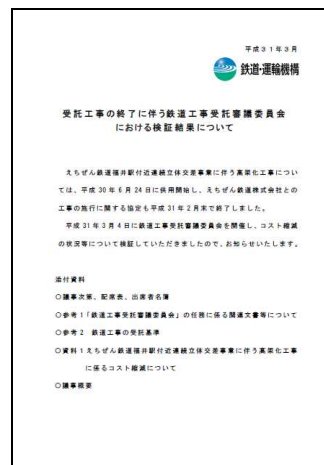 平成31年3月
鉄道・運輸機構
受託工事の終了に伴う鉄道工事受託審議委員会
における検証結果について
えちぜん鉄道福井駅付近連続立体交差事業に伴う高架化工事につい
ては、平成30年6月24日に供用開始し、えちぜん鉄道株式会社との
工事の施行に関する協定も平成31年2月末で終了しました。
平成31年3月4日に鉄道工事受託審議委員会を開催し、コスト縮減
の状況等について検証していただきましたので、お知らせいたします。
添付資料
○議事次第、配席表、出席者名簿
○参考1「鉄道工事受託審議委員会」の任務に係る関連文書等について
○参考2 鉄道工事の受託基準
○資料1えちぜん鉄道福井駅付近連続立体交差事業に伴う高架化工事
に係るコスト縮減について
○議事概要